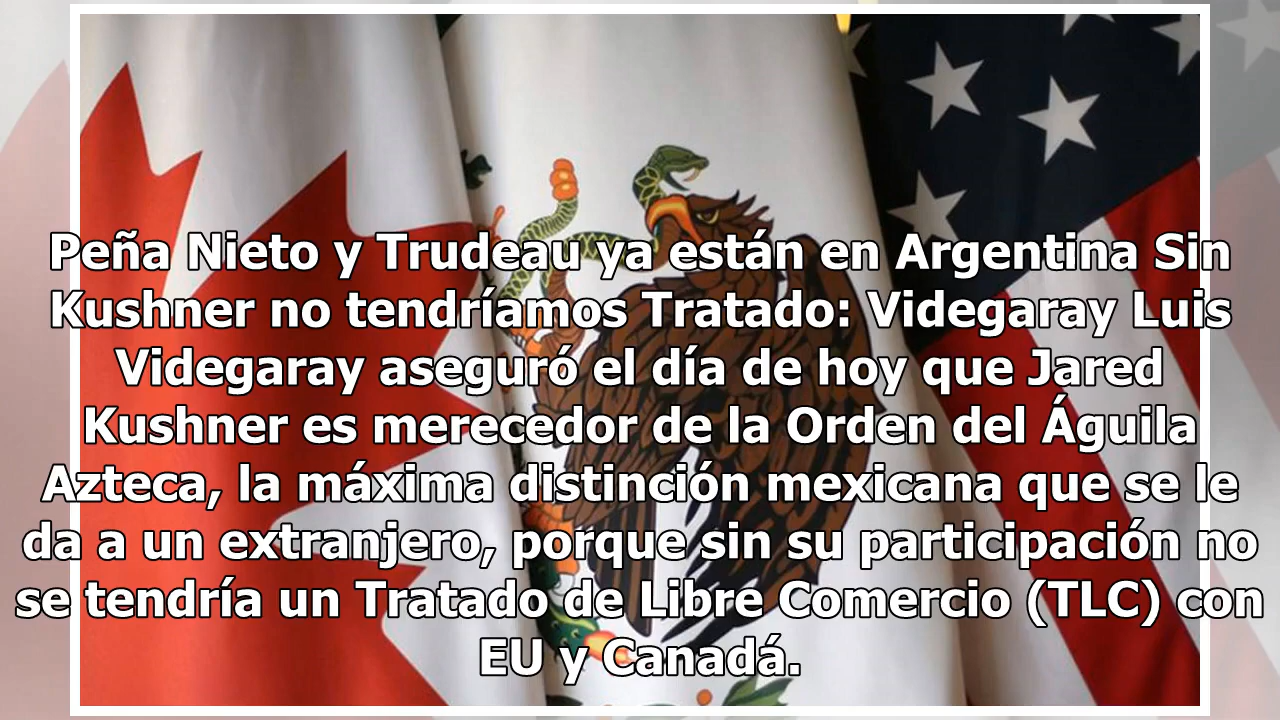 Peña Nieto y Trudeau ya están en Argentina Sin
Kushner no tendríamos Tratado: Videgaray Luis
Videgaray aseguró el día de hoy que Jared
Kushner es merecedor de la Orden del Águila
Azteca, la máxima distinción mexicana que se le
da a un extranjero, porque sin su participación no
se tendría un Tratado de Libre Comercio (TLC) con
EU y Canadá.